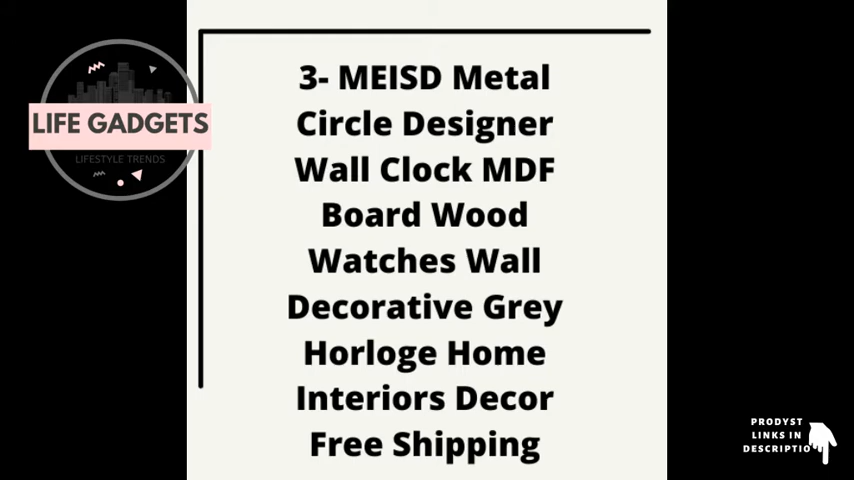 3- MEISD Metal
Circle Designer
Wall Clock MDF
Board Wood
Watches Wall
Decorative Grey
Horloge Home
Interiors Decor
Free Shipping
LIFE GADGETS
LIFESTYLE TRENDS
PRODYST
LINKS IN
DESCRIPTIO